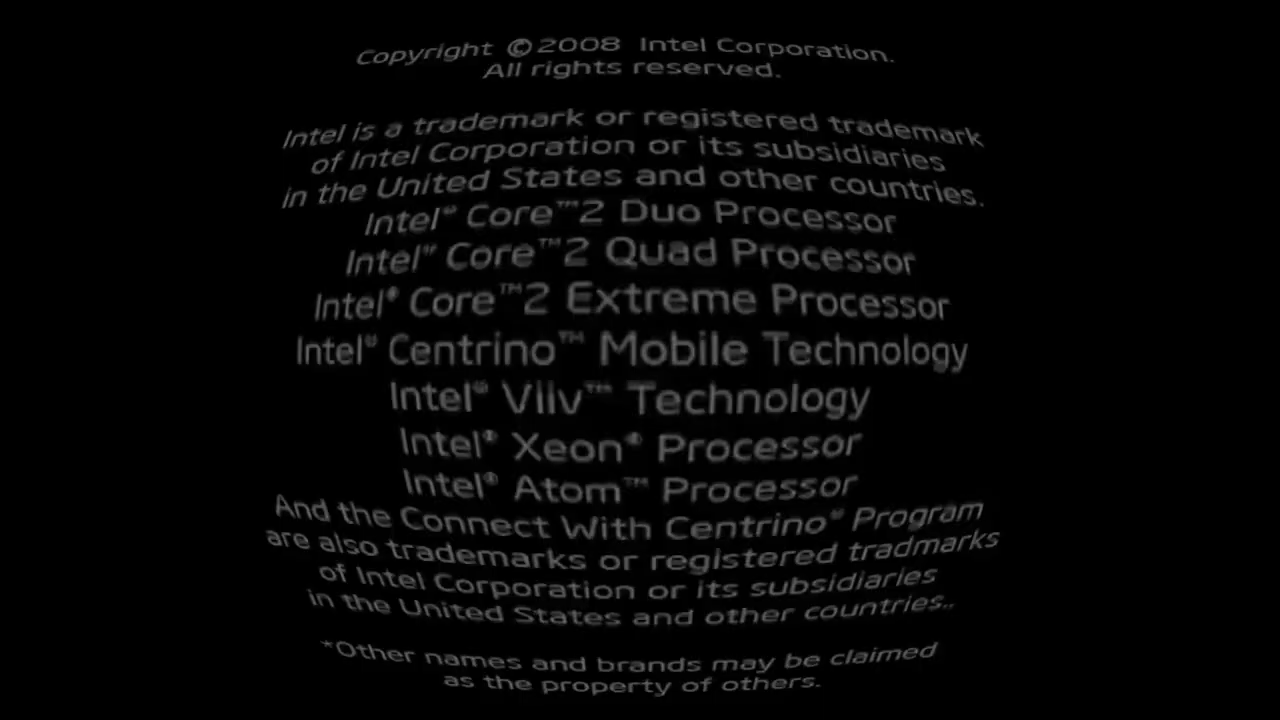 Copyright ©2008 Intel Corporation.
All rights reserved.
Intel is a trademark or registered trademark
of Intel Corporation or its subsidiaries
in the United States and other countries.
Intel® Core™2 Duo Processor
Intel® Core™2 Quad Processor
Intel® Core™2 Extreme Processor
Intel® Centrino™ Mobile Technology
Intel® Viiv™ Technology
Intel® Xeon® Processor
Intel® Atom™ Processor
And the Connect With Centrino® Program
are also trademarks or registered tradmarks
of Intel Corporation or its subsidiaries
in the United States and other countries..
*Other names and brands may be claimed
as the property of others.